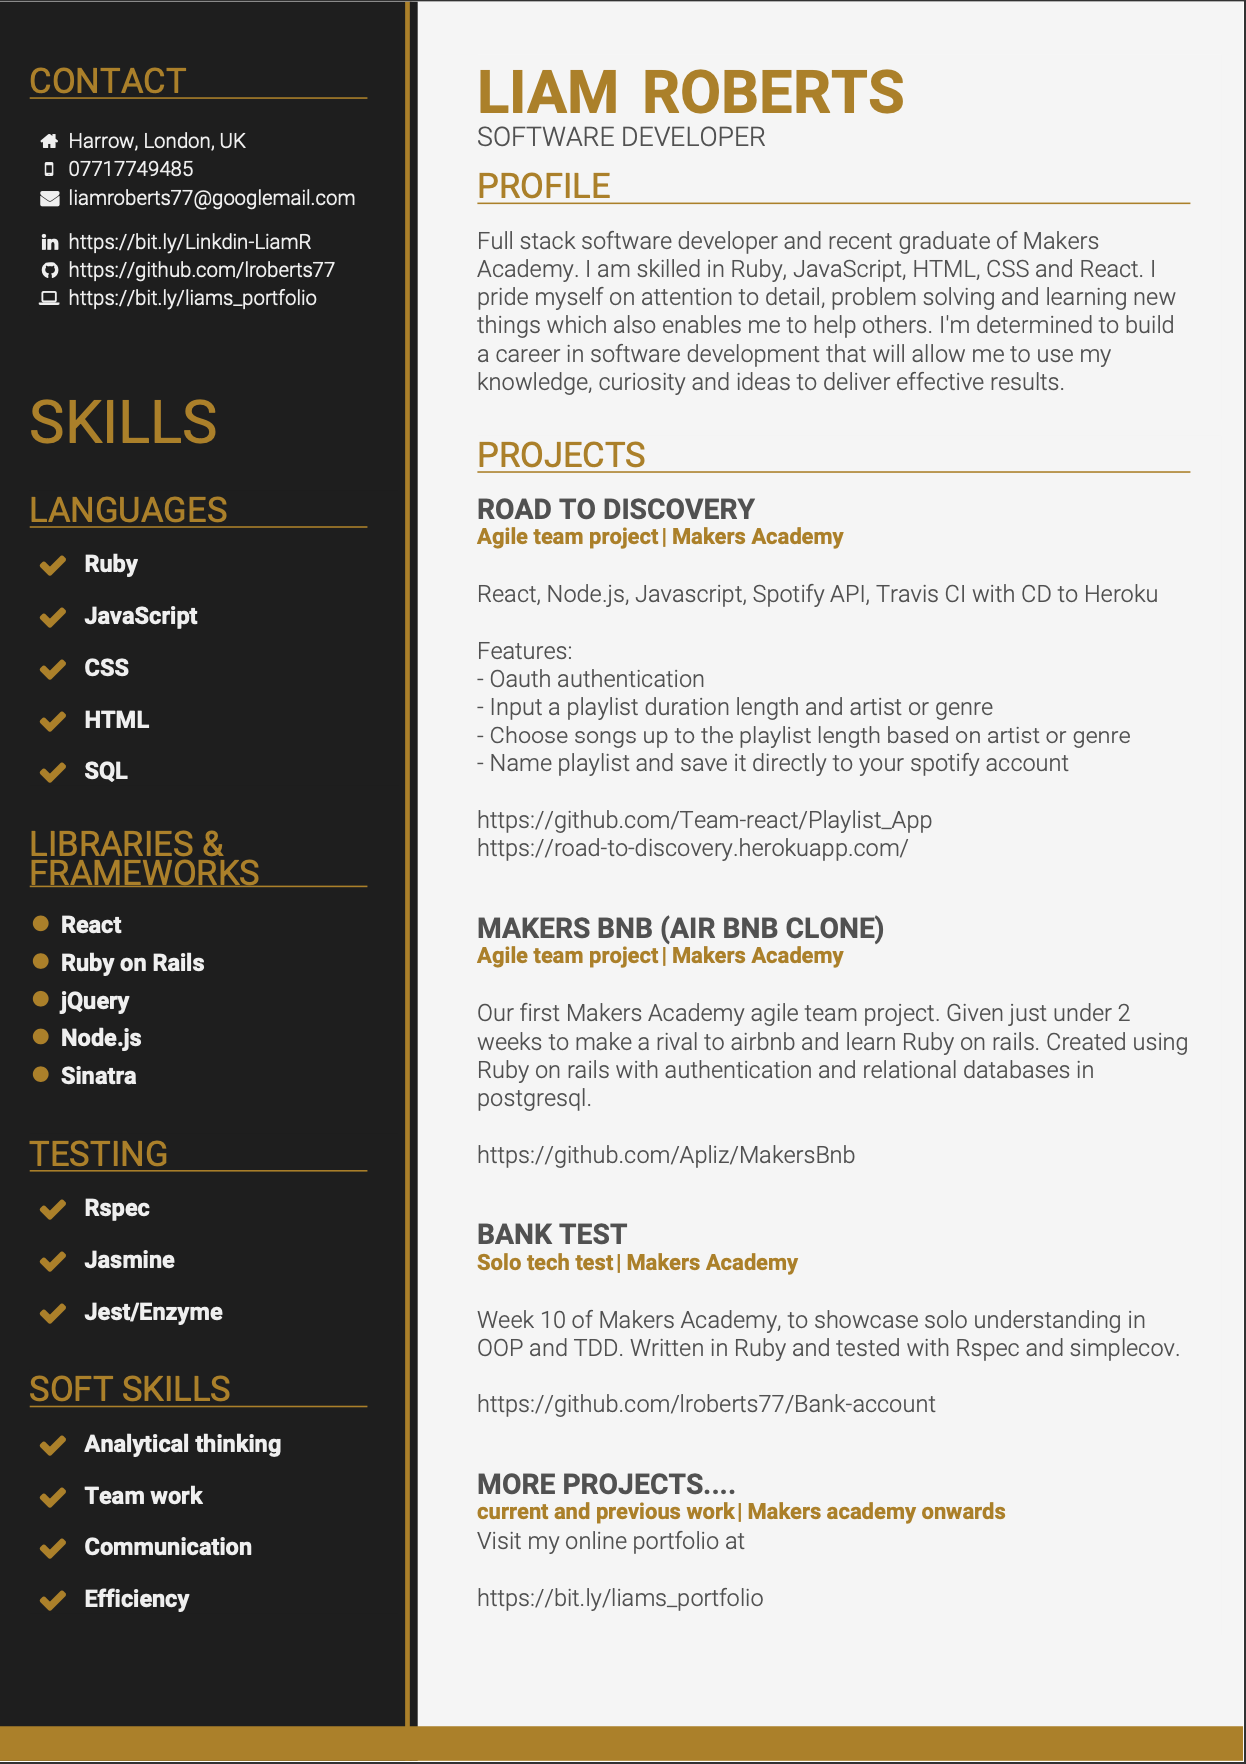 CONTACT
Harrow, London, UK
07717749485
liamroberts77@googlemail.com
https://bit.ly/Linkdin-LiamR
https://github.com/lroberts77
https://bit.ly/liams_portfolio
SKILLS
LANGUAGES
Ruby
JavaScript
CSS
HTML
SQL
LIBRARIES &
FRAMEWORKS
React
Ruby on Rails
jQuery
Node.js
Sinatra
TESTING
Rspec
Jasmine
Jest/Enzyme
SOFT SKILLS
Analytical thinking
Team work
Communication
Efficiency
LIAM ROBERTS
SOFTWARE DEVELOPER
PROFILE
Full stack software developer and recent graduate of Makers
Academy. I am skilled in Ruby, JavaScript, HTML, CSS and React. I
pride myself on attention to detail, problem solving and learning new
things which also enables me to help others. I'm determined to build
a career in software development that will allow me to use my
knowledge, curiosity and ideas to deliver effective results.
PROJECTS
ROAD TO DISCOVERY
Agile team project| Makers Academy
React, Node.js, Javascript, Spotify API, Travis CI with CD to Heroku
Features:
- Oauth authentication
- Input a playlist duration length and artist or genre
- Choose songs up to the playlist length based on artist or genre
- Name playlist and save it directly to your spotify account
https://github.com/Team-react/Playlist_App
https://road-to-discovery.herokuapp.com/
MAKERS BNB (AIR BNB CLONE)
Agile team project| Makers Academy
Our first Makers Academy agile team project. Given just under 2
weeks to make a rival to airbnb and learn Ruby on rails. Created using
Ruby on rails with authentication and relational databases in
postgresql.
https://github.com/Apliz/MakersBnb
BANK TEST
Solo tech test| Makers Academy
Week 10 of Makers Academy, to showcase solo understanding in
OOP and TDD. Written in Ruby and tested with Rspec and simplecov.
https://github.com/lroberts77/Bank-account
MORE PROJECTS....
current and previous work| Makers academy onwards
Visit my online portfolio at
https://bit.ly/liams_portfolio